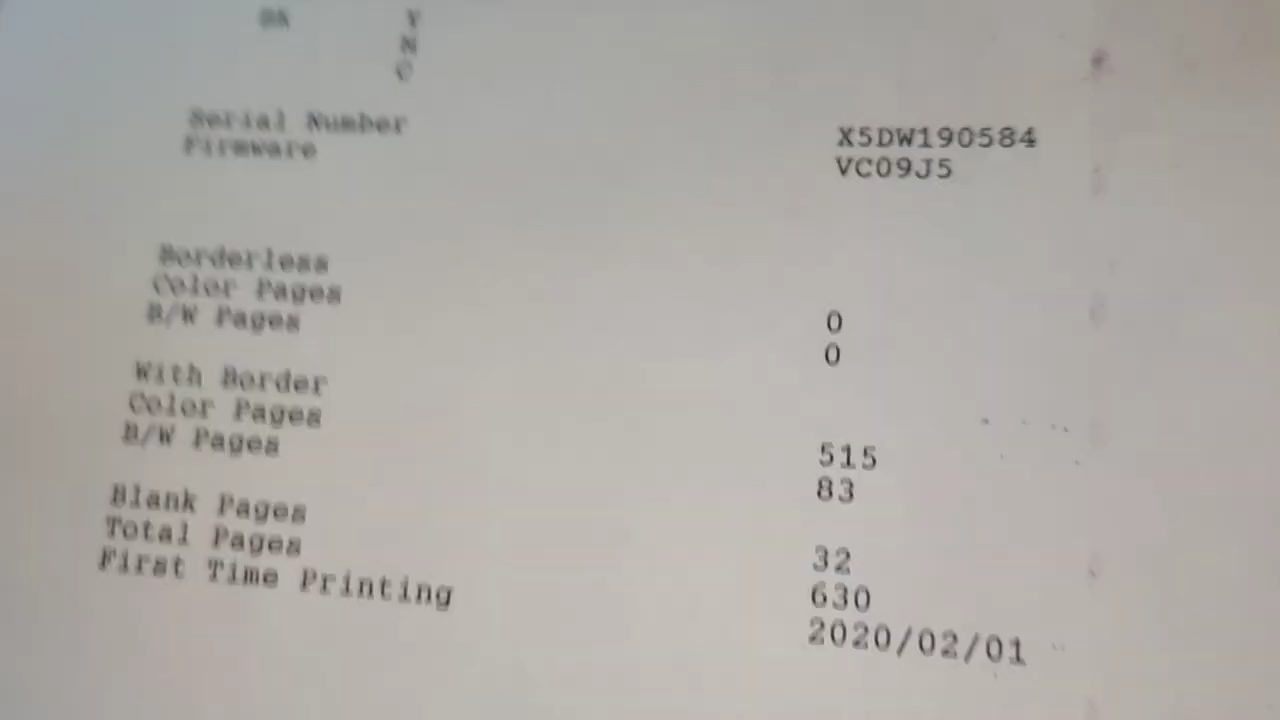 BK Y
M
C
Serial Number X5DW190584
Firmware VC09J5
Borderless
Color Pages 0
B/W Pages 0
With Border
Color Pages 515
B/W Pages 83
Blank Pages 32
Total Pages 630
First Time Printing 2020/02/01